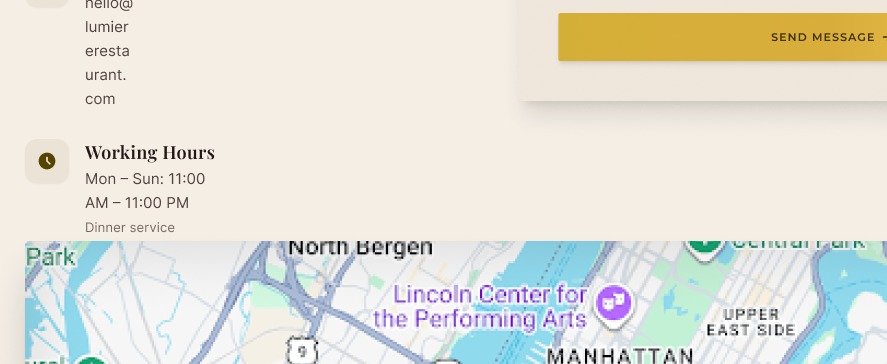 hello@
lumier
eresta
urant.
com
SEND MESSAGE
Working Hours
Mon – Sun: 11:00
AM – 11:00 PM
Dinner service
Park
North Bergen
Central Park
Lincoln Center for
the Performing Arts
UPPER
EAST SIDE
9
MANHATTAN